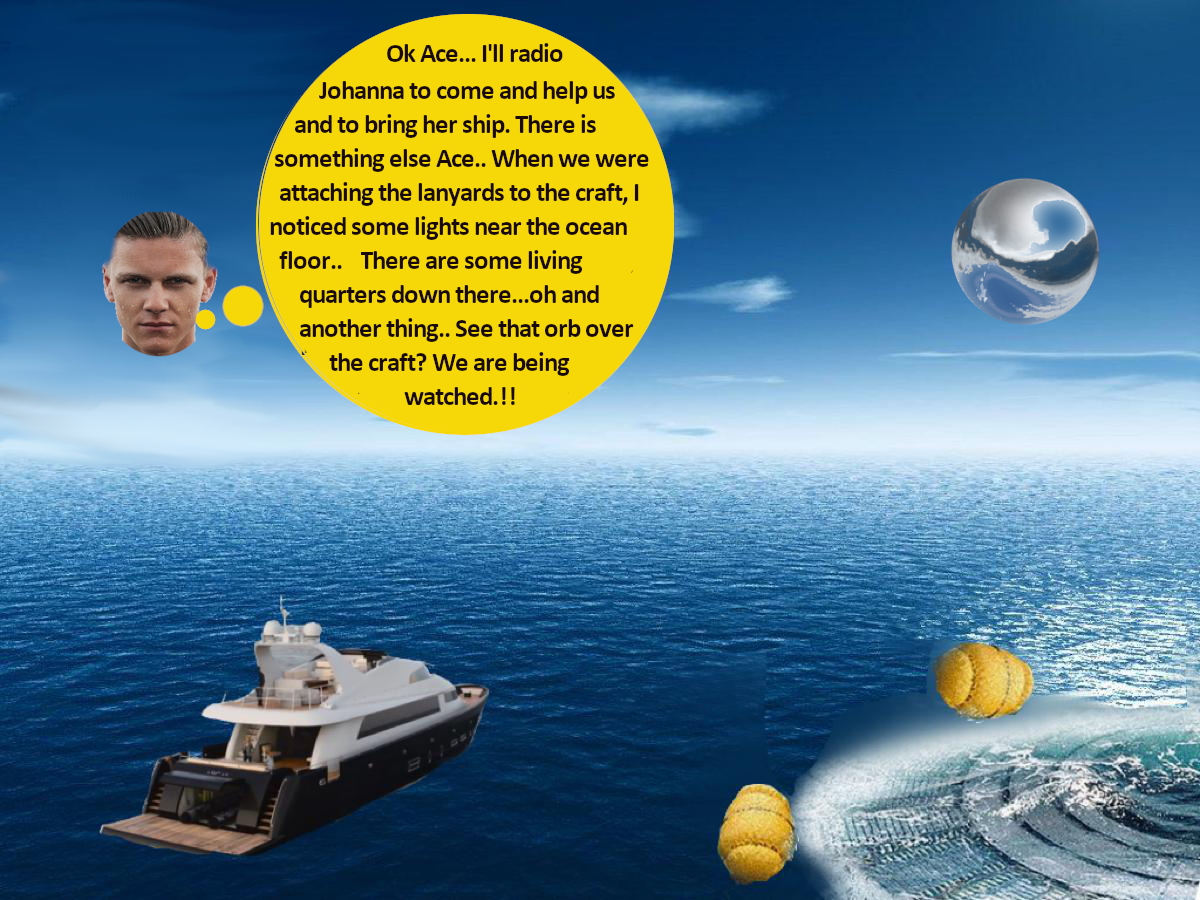 Ok Ace... I'll radio
Johanna to come and help us
and to bring her ship. There is
something else Ace.. When we were
attaching the lanyards to the craft, I
noticed some lights near the ocean
floor.. There are some living
quarters down there...oh and
another thing.. See that orb over
the craft? We are being
watched.!!